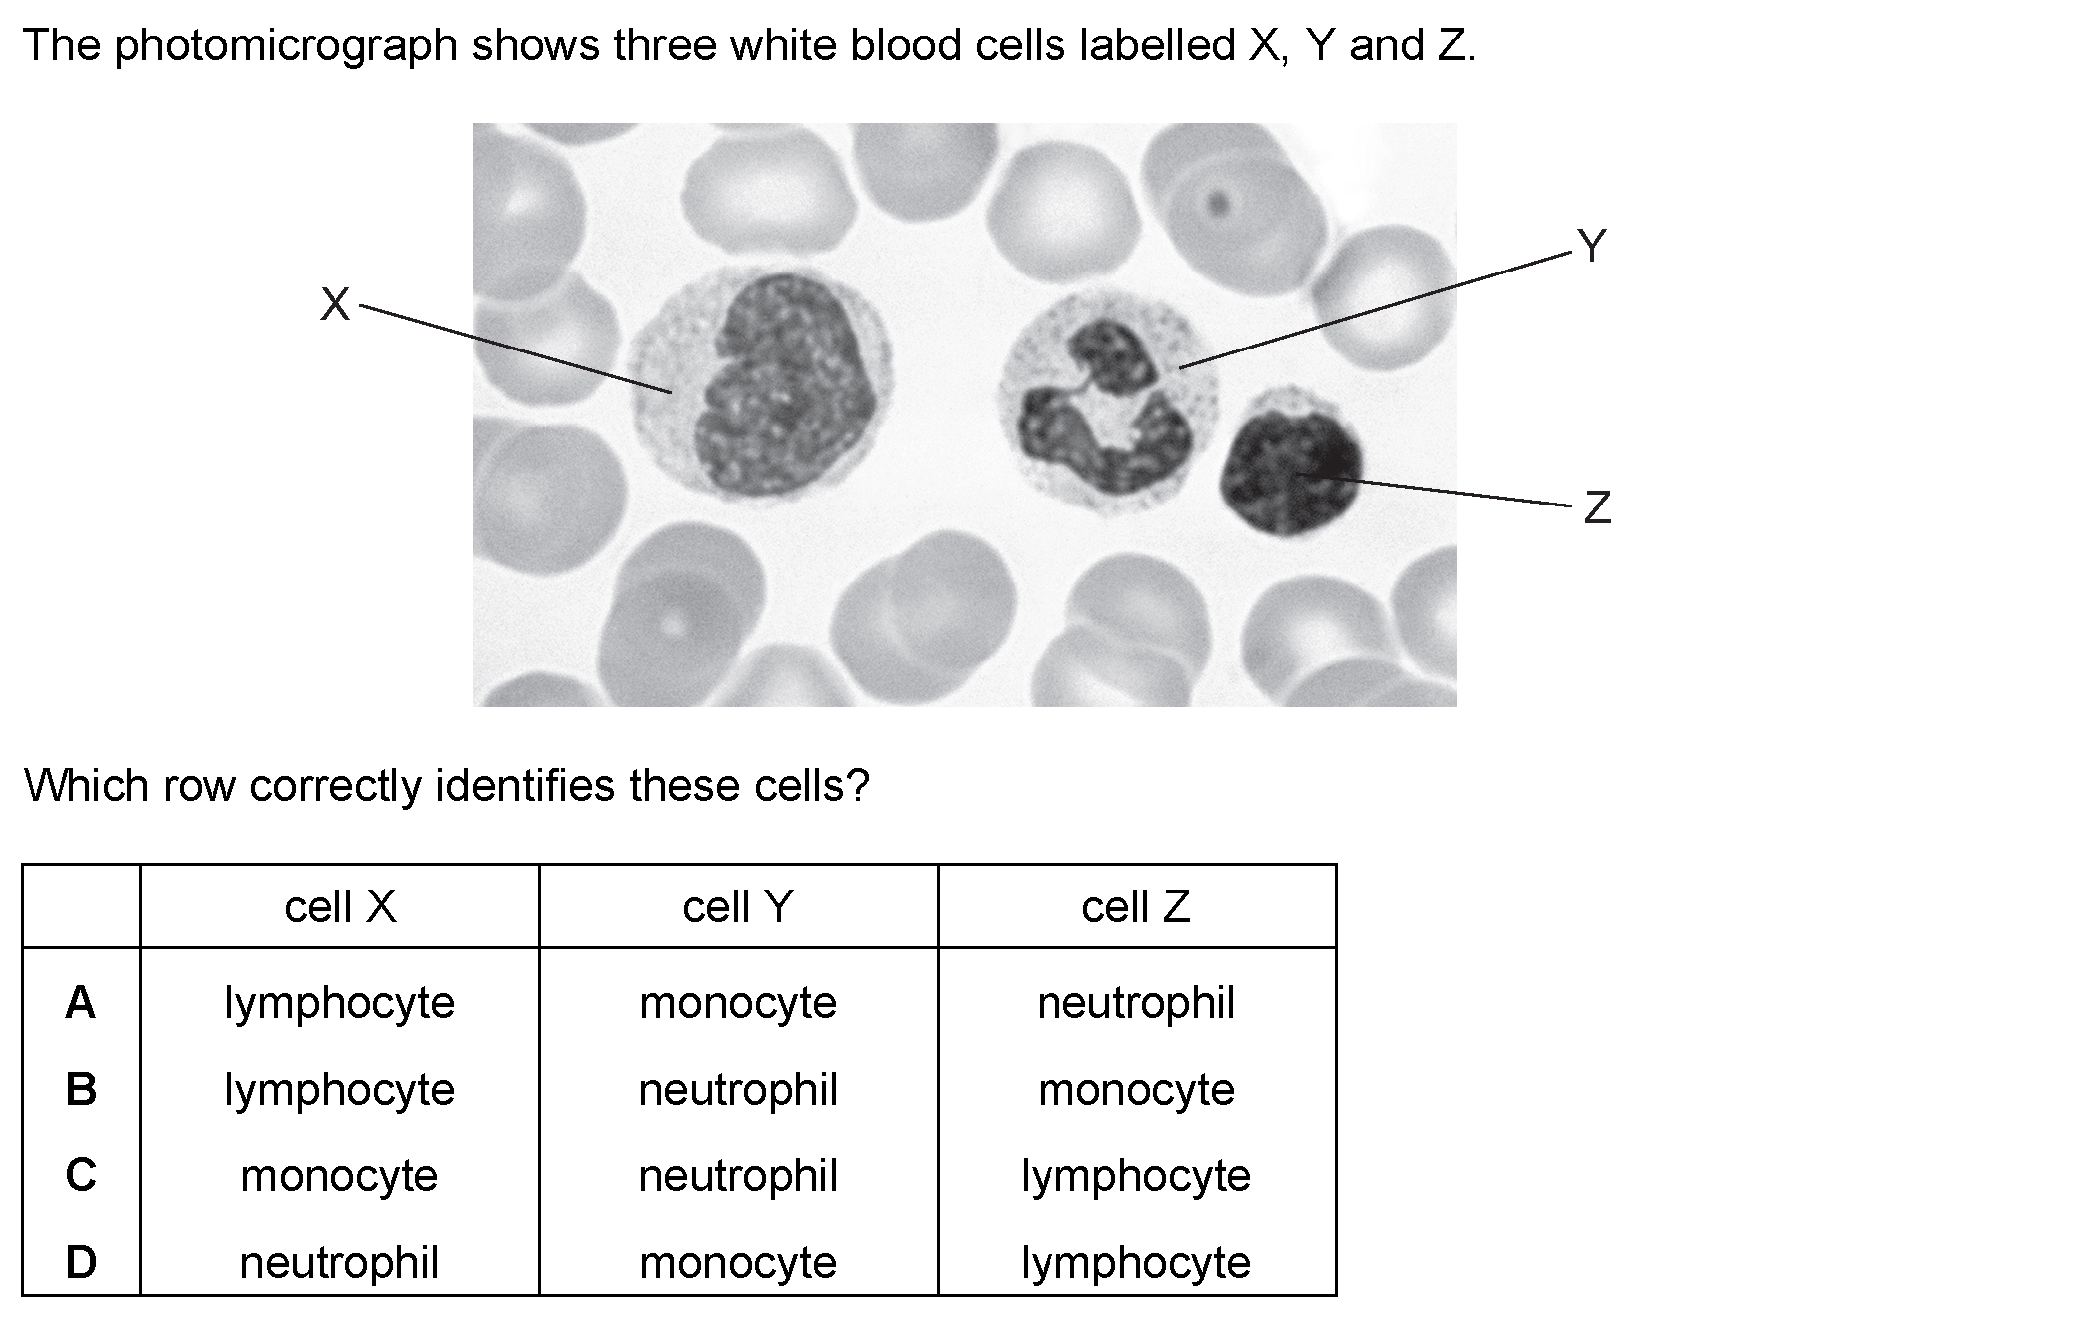 The photomicrograph shows three white blood cells labelled X, Y and Z.
Y
X
Z
Which row correctly identifies these cells?
cell X cell Y cell Z
A lymphocyte monocyte neutrophil
B lymphocyte neutrophil monocyte
C monocyte neutrophil lymphocyte
D neutrophil monocyte lymphocyte